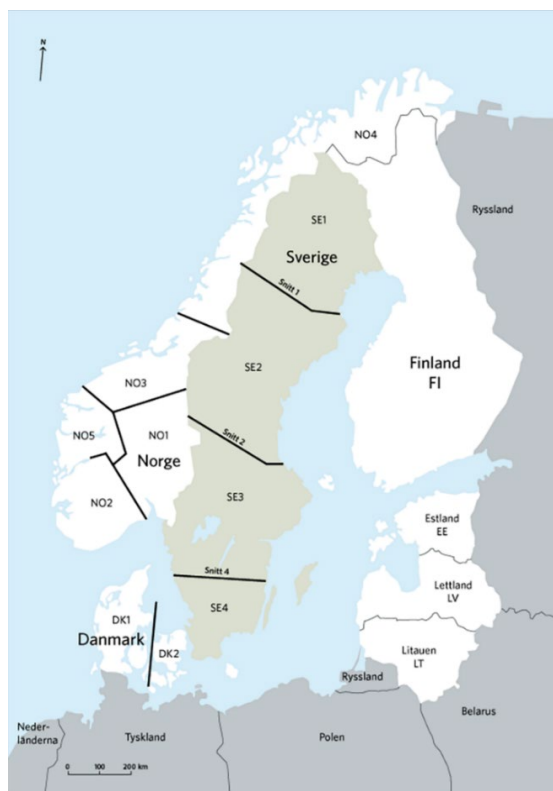 N
NO4
Ryssland
SE1
Sverige
Snitt 1
Finland
FI
SE2
NO3
NO5
NO1
Norge
Snitt 2
NO2
SE3
Estland
EE
Snitt 4
Lettland
LV
SE4
DK1
Danmark
DK2
Litauen
LT
Ryssland
Belarus
Neder-
länderna
Tyskland
Polen
0 100 200 km